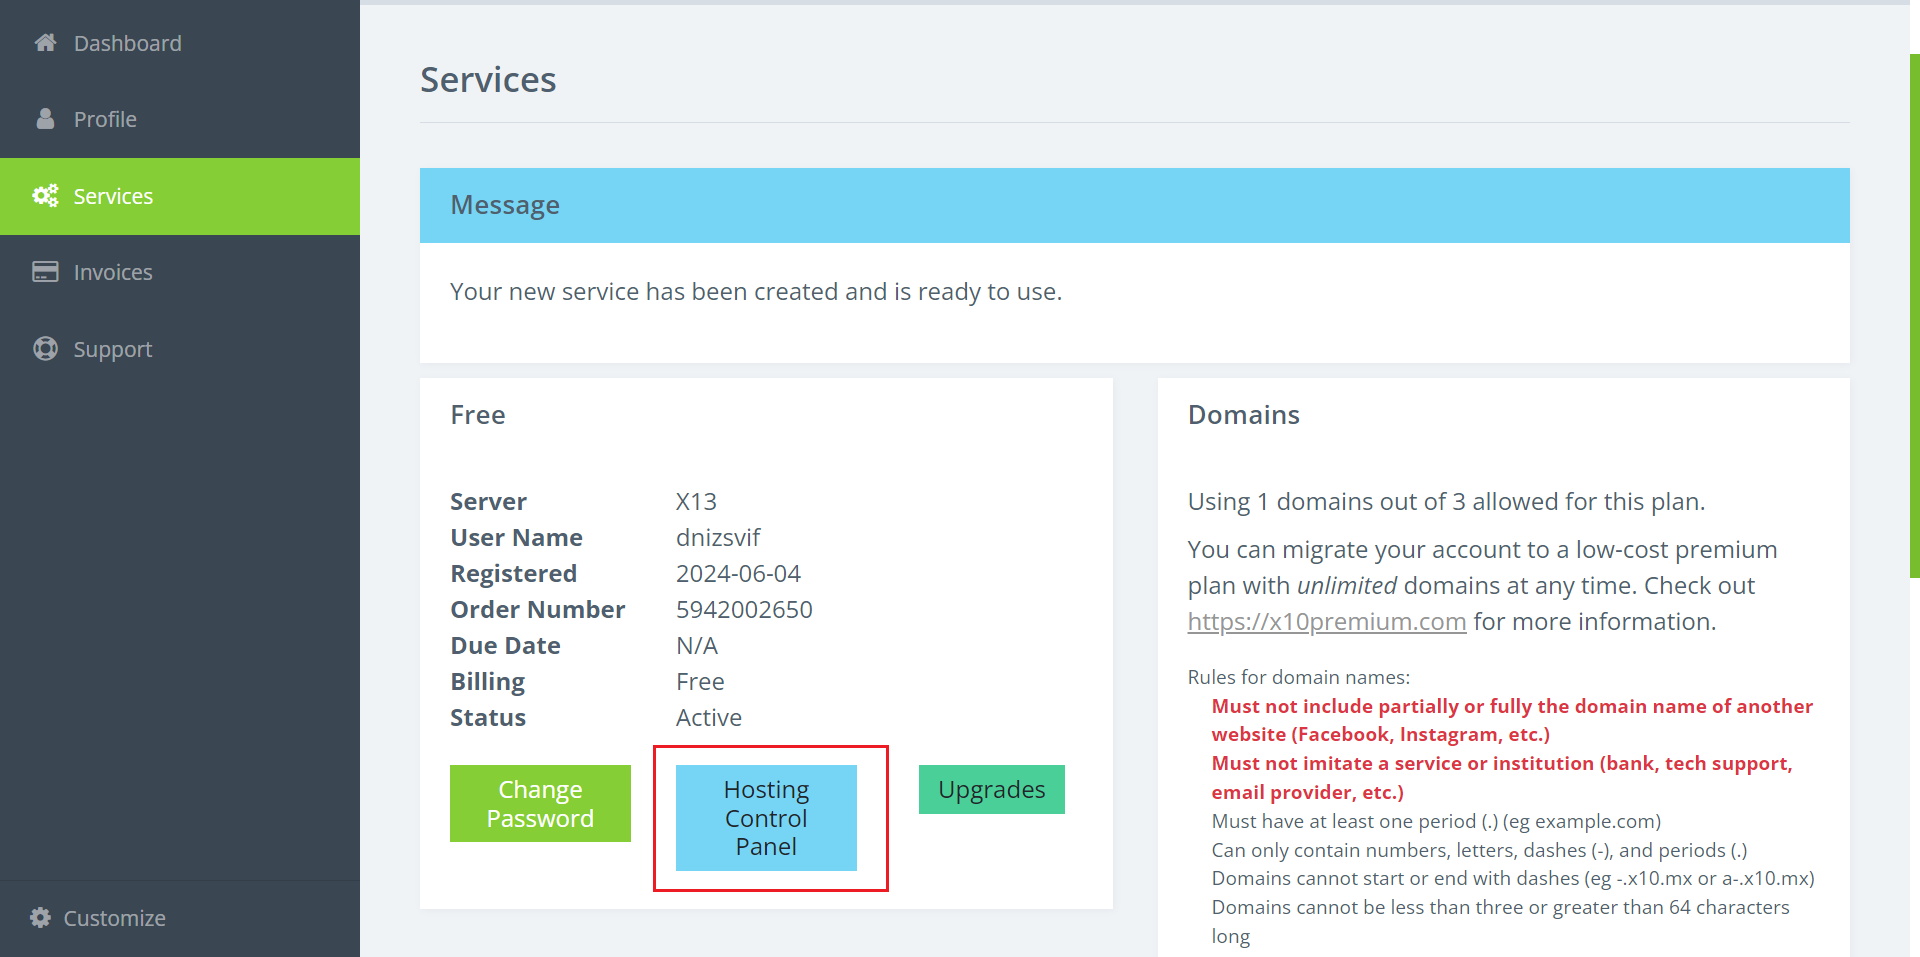 Dashboard
Profile
Services
Invoices
Support
Customize
Services
Message
Your new service has been created and is ready to use.
Free
Server X13
User Name dnizsvif
Registered 2024-06-04
Order Number 5942002650
Due Date N/A
Billing Free
Status Active
Change
Password
Hosting
Control
Panel
Upgrades
Domains
Using 1 domains out of 3 allowed for this plan.
You can migrate your account to a low-cost premium
plan with unlimited domains at any time. Check out
https://x10premium.com for more information.
Rules for domain names:
Must not include partially or fully the domain name of another
website (Facebook, Instagram, etc.)
Must not imitate a service or institution (bank, tech support,
email provider, etc.)
Must have at least one period (.) (eg example.com)
Can only contain numbers, letters, dashes (-), and periods (.)
Domains cannot start or end with dashes (eg -.x10.mx or a-.x10.mx)
Domains cannot be less than three or greater than 64 characters
long